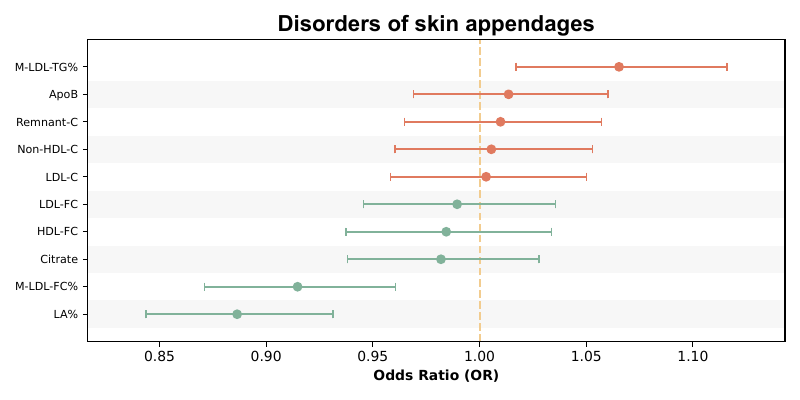 Disorders of skin appendages
M-LDL-TG%
ApoB
Remnant-C
Non-HDL-C
LDL-C
LDL-FC
HDL-FC
Citrate
M-LDL-FC%
LA%
0.85 0.90 0.95 1.00 1.05 1.10
Odds Ratio (OR)